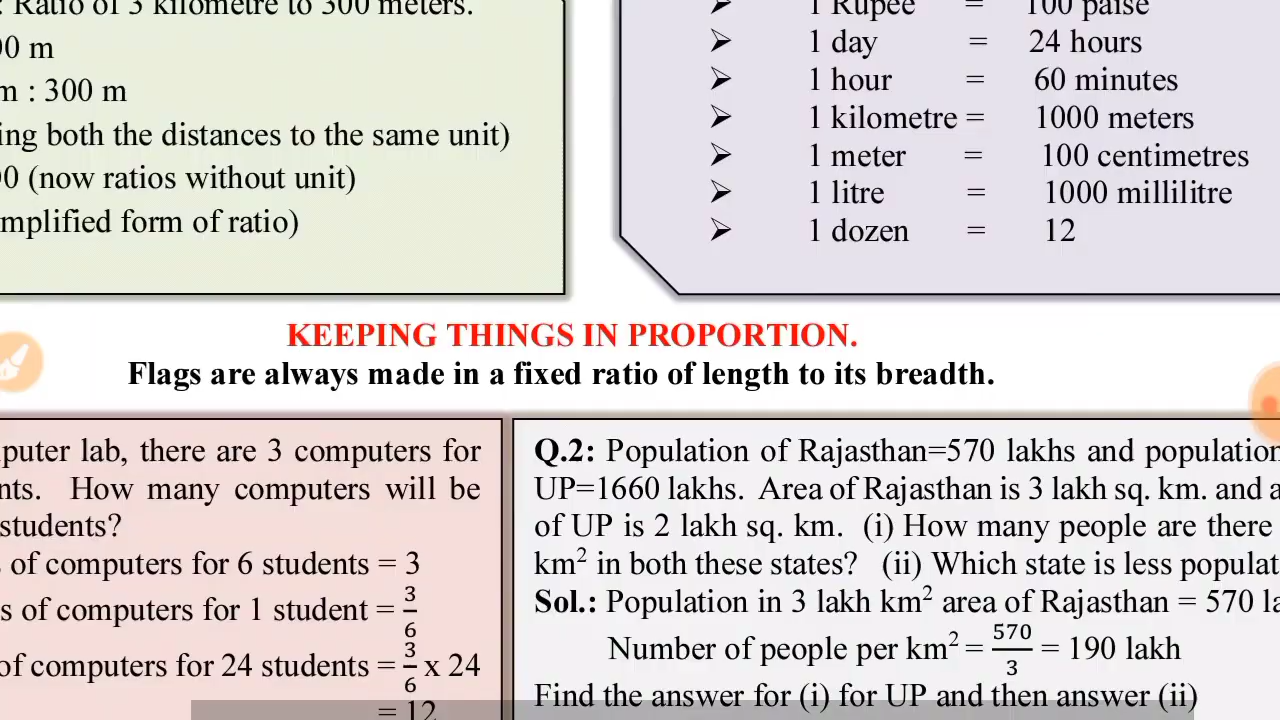 : Ratio of 3 kilometre to 300 meters.
00 m
m : 300 m
ing both the distances to the same unit)
00 (now ratios without unit)
mplified form of ratio)
➢ 1 Rupee = 100 paise
➢ 1 day = 24 hours
➢ 1 hour = 60 minutes
➢ 1 kilometre = 1000 meters
➢ 1 meter = 100 centimetres
➢ 1 litre = 1000 millilitre
➢ 1 dozen = 12
KEEPING THINGS IN PROPORTION.
Flags are always made in a fixed ratio of length to its breadth.
puter lab, there are 3 computers for
nts. How many computers will be
students?
of computers for 6 students = 3
s of computers for 1 student = 3/6
of computers for 24 students = 3/6 x 24
= 12
Q.2: Population of Rajasthan=570 lakhs and population
UP=1660 lakhs. Area of Rajasthan is 3 lakh sq. km. and a
of UP is 2 lakh sq. km. (i) How many people are there
km² in both these states? (ii) Which state is less populat
Sol.: Population in 3 lakh km² area of Rajasthan = 570 la
Number of people per km² = 570/3 = 190 lakh
Find the answer for (i) for UP and then answer (ii)